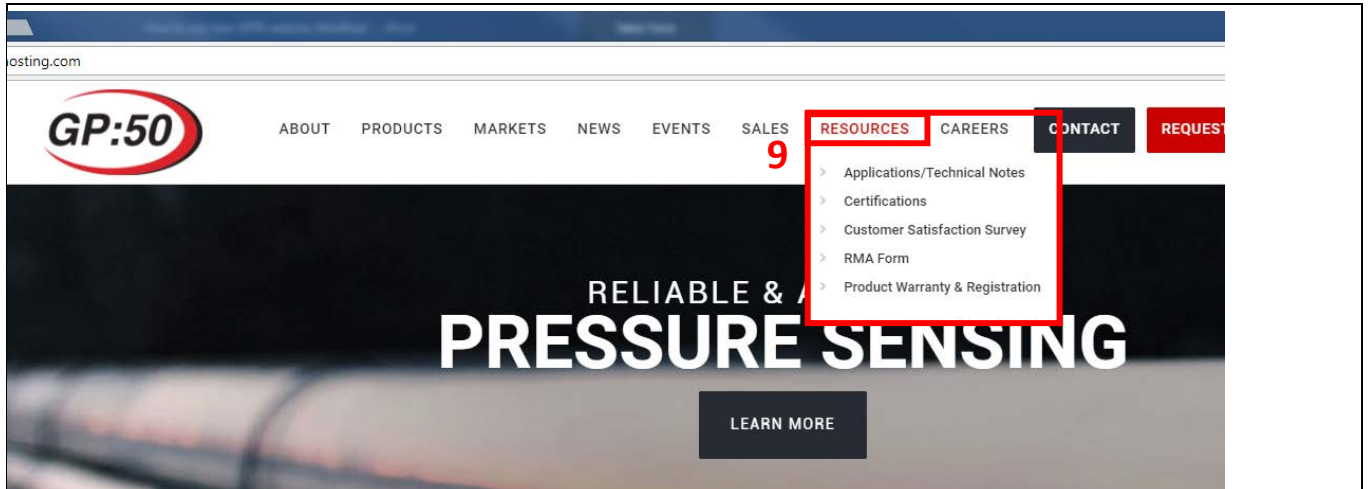 osting.com
GP:50
ABOUT PRODUCTS MARKETS NEWS EVENTS SALES RESOURCES CAREERS CONTACT REQUEST
9
Applications/Technical Notes
Certifications
Customer Satisfaction Survey
RMA Form
Product Warranty & Registration
RELIABLE &
PRESSURE SENSING
LEARN MORE